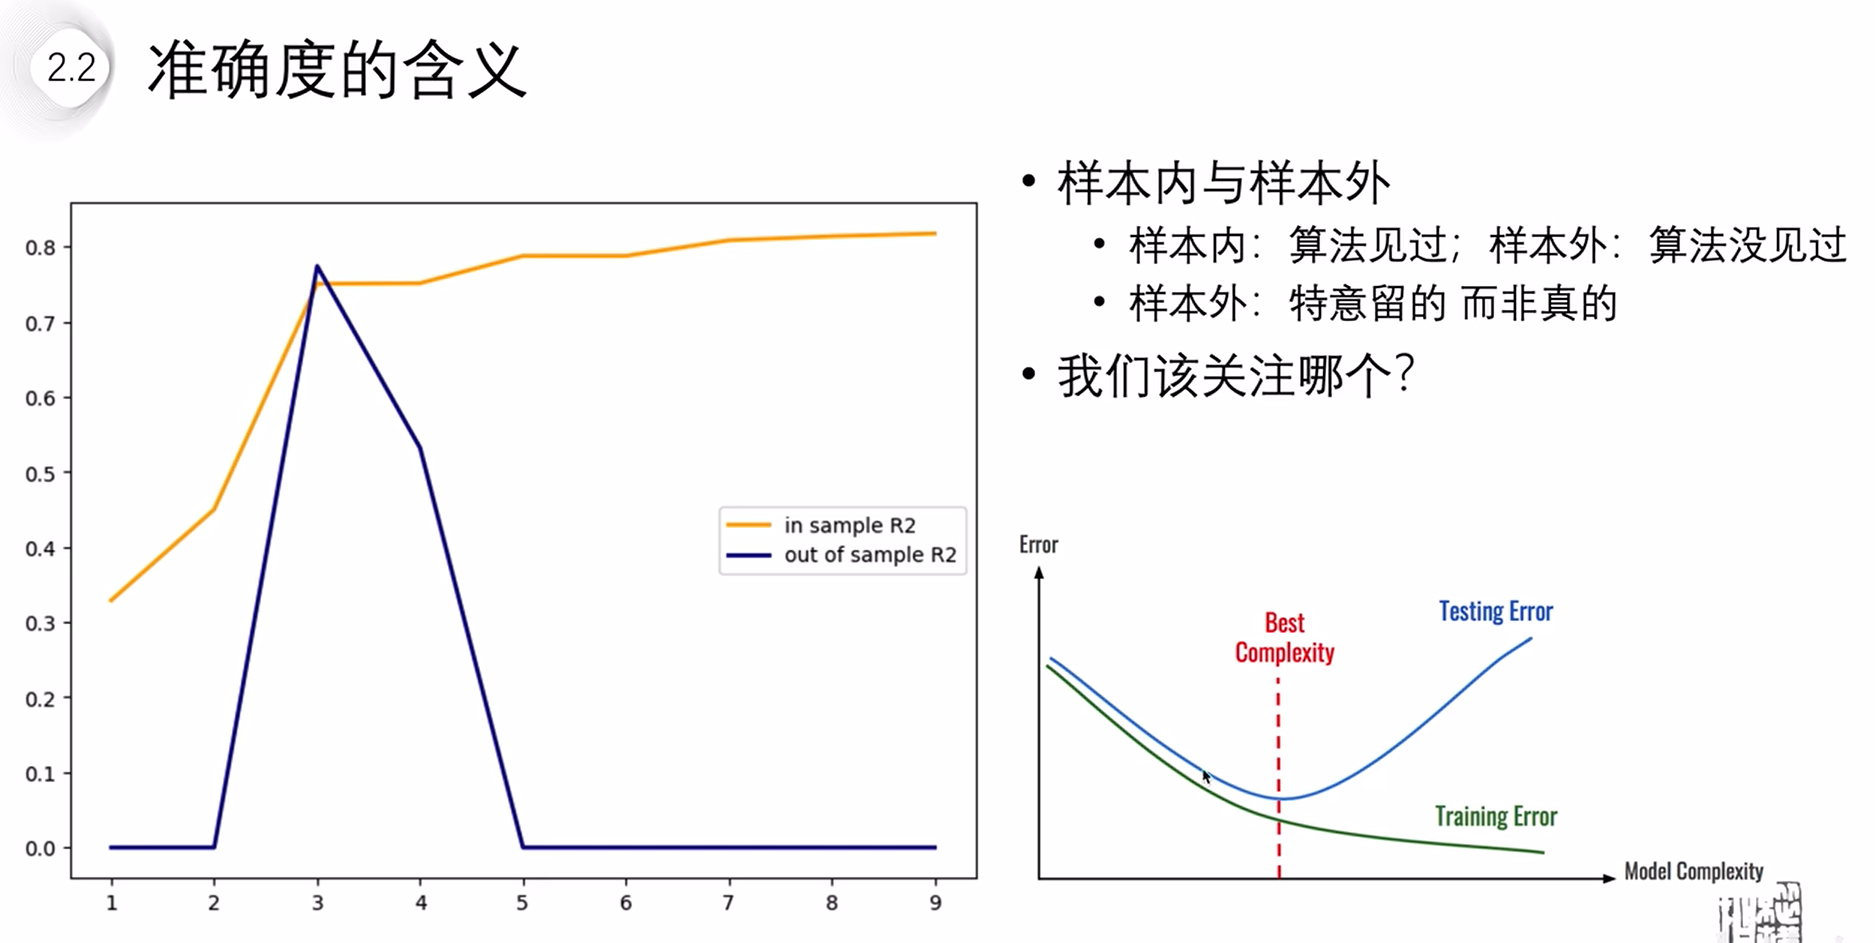 2.2
准确度的含义
• 样本内与样本外
• 样本内：算法见过；样本外：算法没见过
• 样本外：特意留的 而非真的
• 我们该关注哪个？
0.8
0.7
0.6
0.5
0.4
0.3
0.2
0.1
0.0
in sample R2
out of sample R2
1 2 3 4 5 6 7 8 9
Error
Best
Complexity
Testing Error
Training Error
Model Complexity